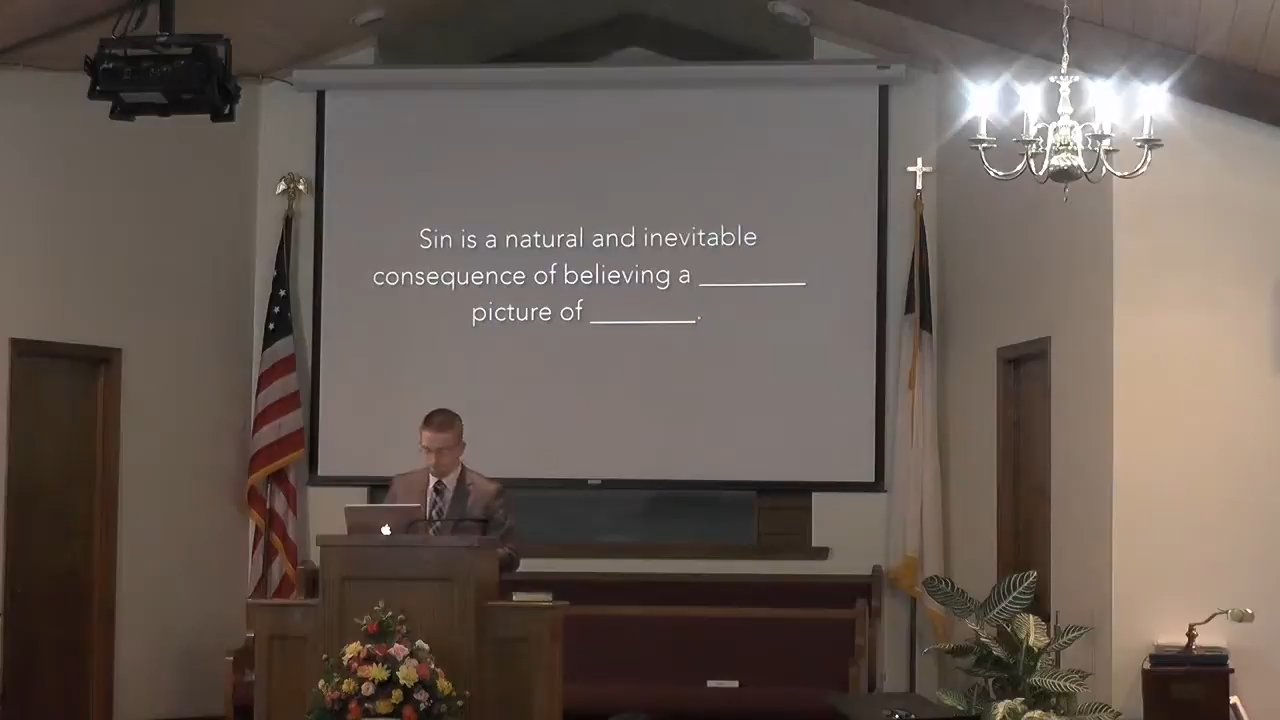 Sin is a natural and inevitable
consequence of believing a ________
picture of ________.